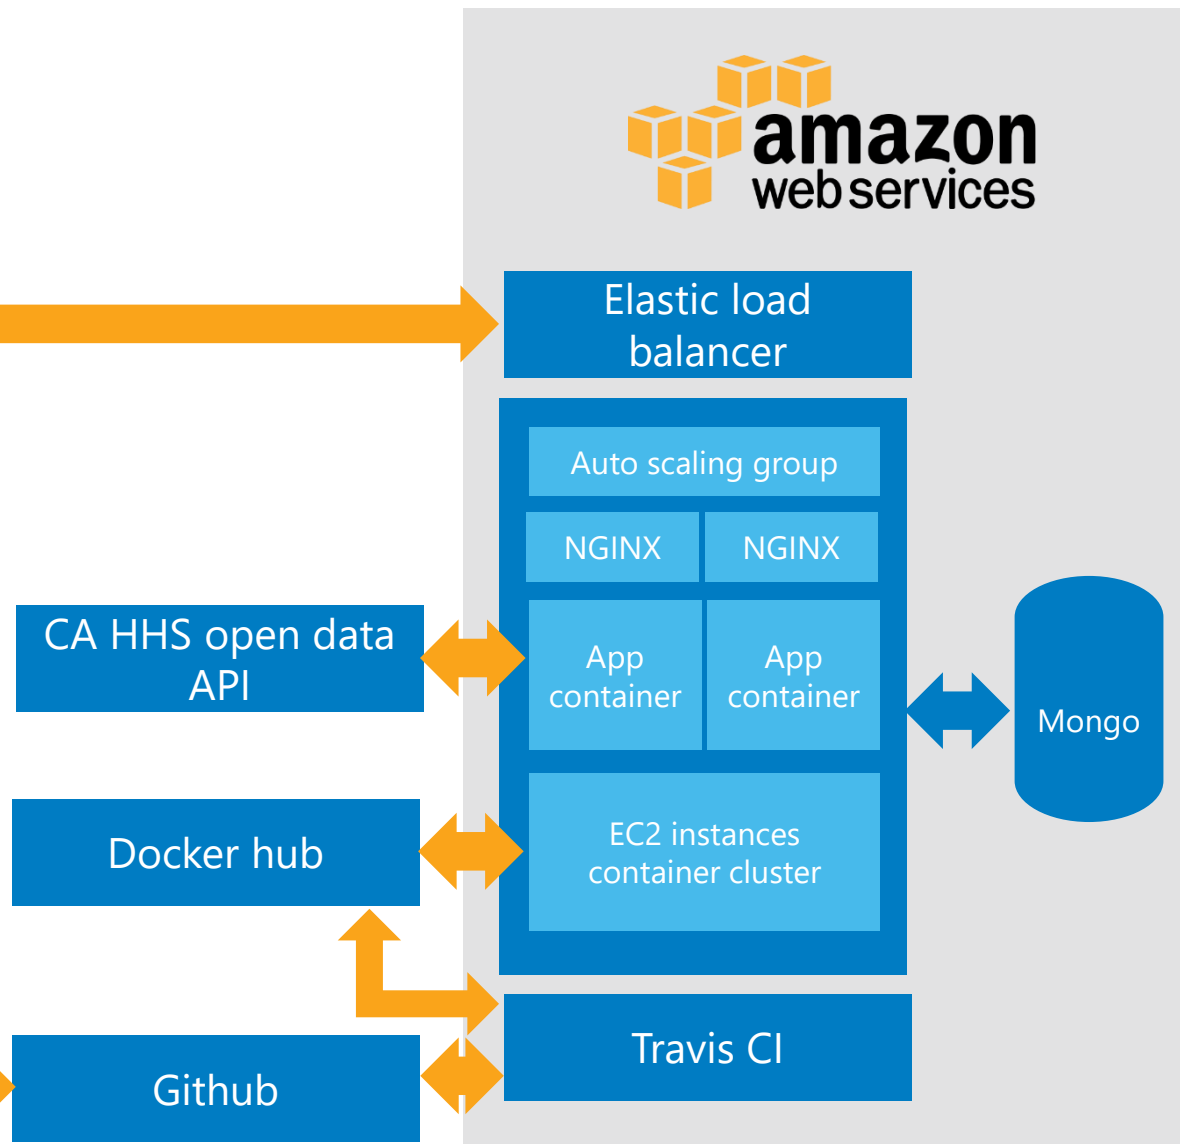 amazon
web services
Elastic load
balancer
Auto scaling group
NGINX
NGINX
CA HHS open data
API
App
container
App
container
Mongo
Docker hub
EC2 instances
container cluster
Travis CI
Github